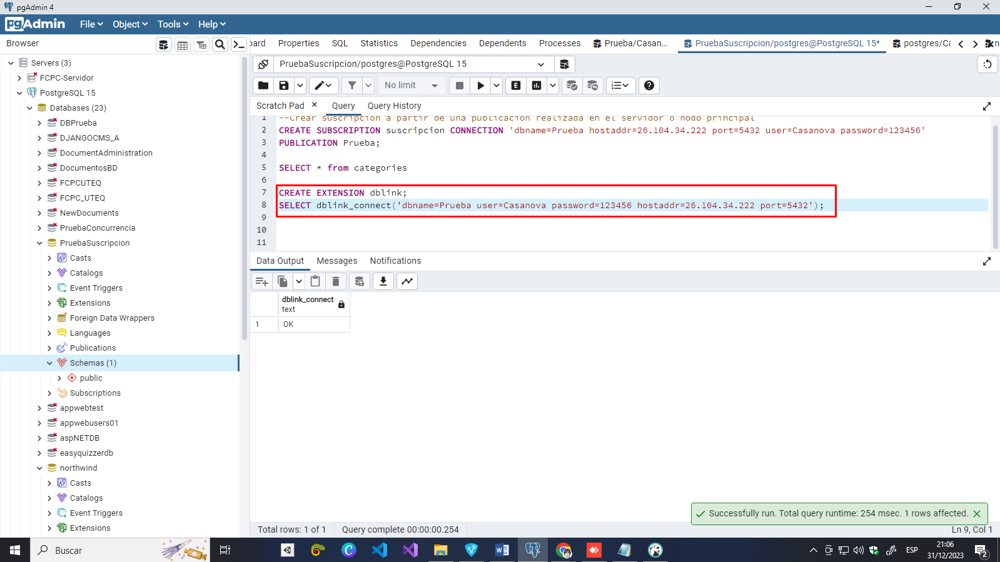 pgAdmin 4
pgAdmin File Object Tools Help
Browser
oard Properties SQL Statistics Dependencies Dependents Processes Prueba/Casan... PruebaSuscripcion/postgres@PostgreSQL 15* postgres/Ca
PruebaSuscripcion/postgres@PostgreSQL 15
No limit
E
Scratch Pad Query Query History
1 --Crear suscripcion a partir de una publicacion realizada en el servidor o nodo principal
2 CREATE SUBSCRIPTION suscripcion CONNECTION 'dbname=Prueba hostaddr=26.104.34.222 port=5432 user=Casanova password=123456'
3 PUBLICATION Prueba;
4
5 SELECT * from categories
6
7 CREATE EXTENSION dblink;
8 SELECT dblink_connect('dbname=Prueba user=Casanova password=123456 hostaddr=26.104.34.222 port=5432');
9
10
11
Data Output Messages Notifications
dblink_connect
text
1 OK
Servers (3)
FCPC-Servidor
PostgreSQL 15
Databases (23)
DBPrueba
DJANGOCMS_A
DocumentAdministration
DocumentosBD
FCPCUTEQ
FCPC_UTEQ
NewDocuments
PruebaConcurrencia
PruebaSuscripcion
Casts
Catalogs
Event Triggers
Extensions
Foreign Data Wrappers
Languages
Publications
Schemas (1)
public
Subscriptions
appwebtest
appwebusers01
aspNETDB
easyquizzerdb
northwind
Casts
Catalogs
Event Triggers
Extensions
Successfully run. Total query runtime: 254 msec. 1 rows affected.
Total rows: 1 of 1 Query complete 00:00:00.254 Ln 9, Col 1
Buscar
ESP
21:06
31/12/2023
2